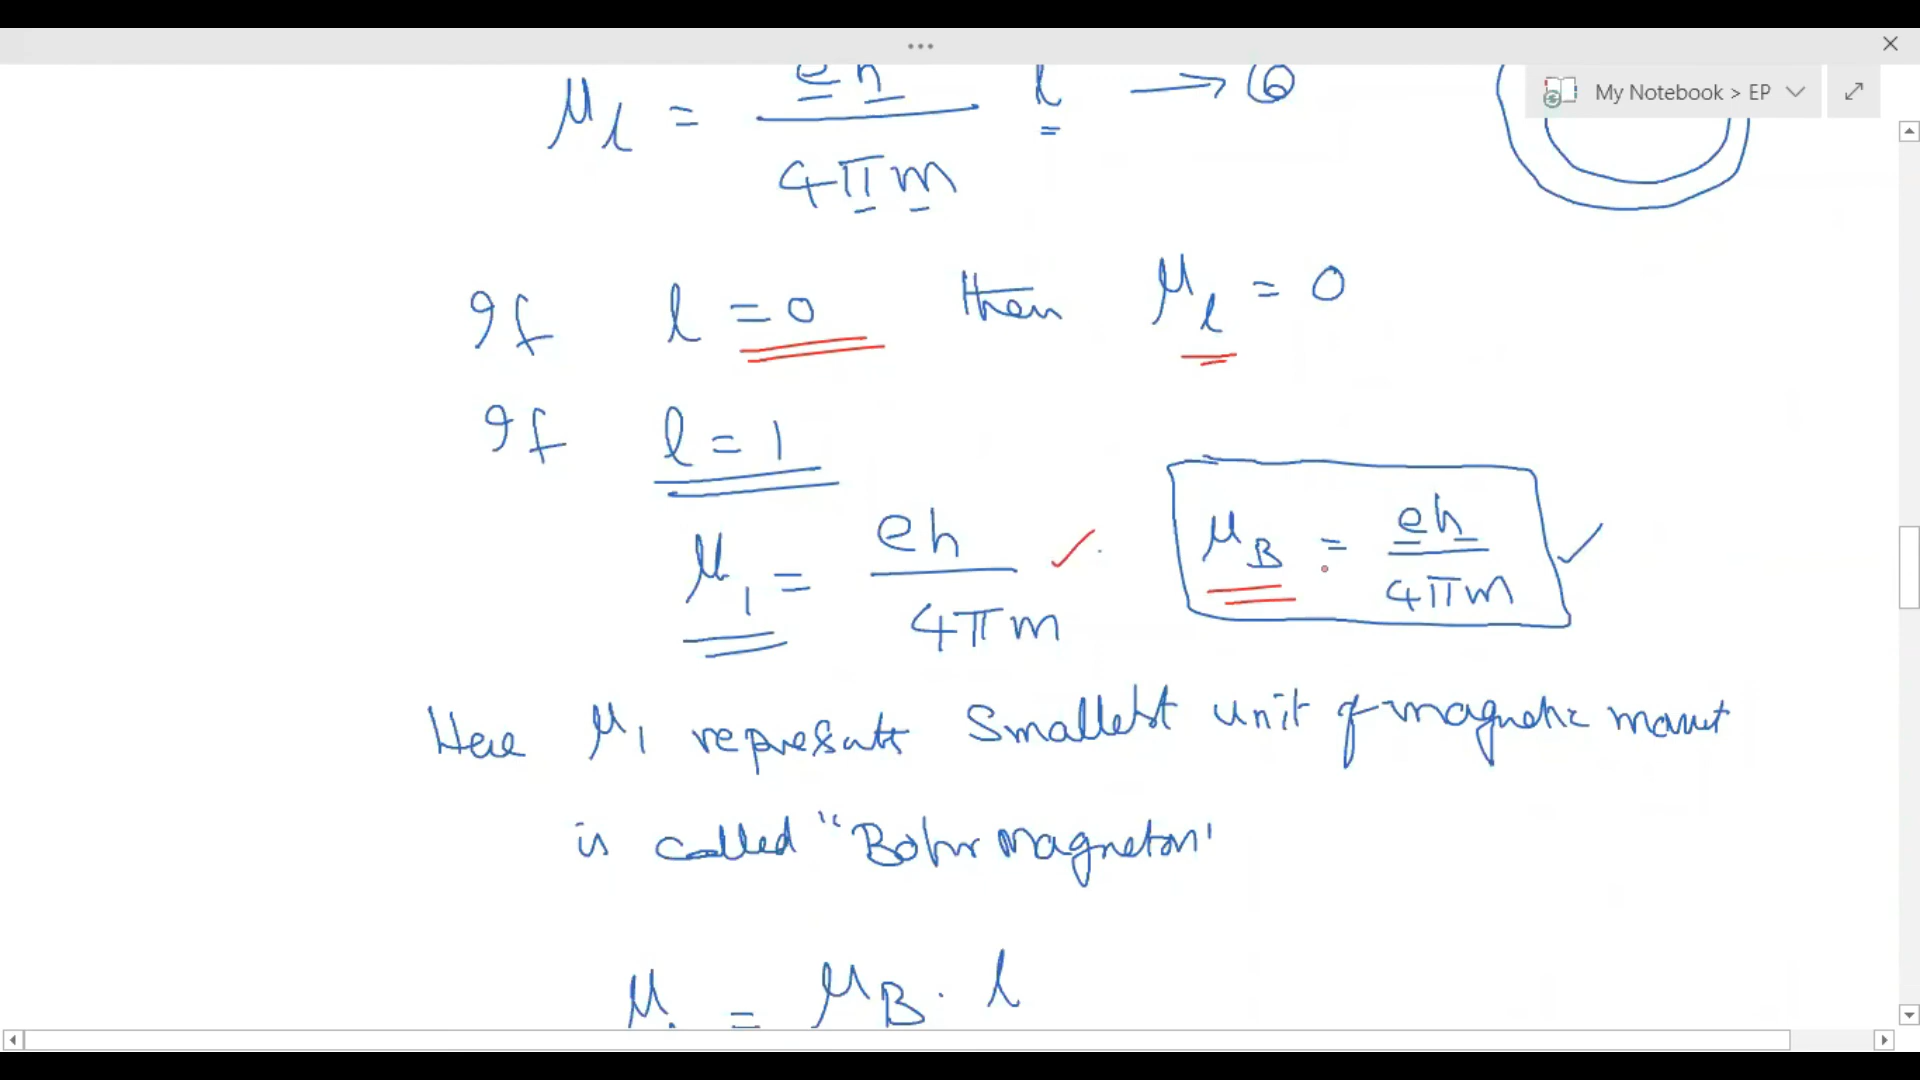 My Notebook > EP
μl = eh / 4πm l → 6
If l = 0 then μl = 0
If l = 1
μ1 = eh / 4πm ✓ μB = eh / 4πm ✓
Here μ1 represents Smallest unit of magnetic moment
is called "Bohr magneton"
μl = μB . l